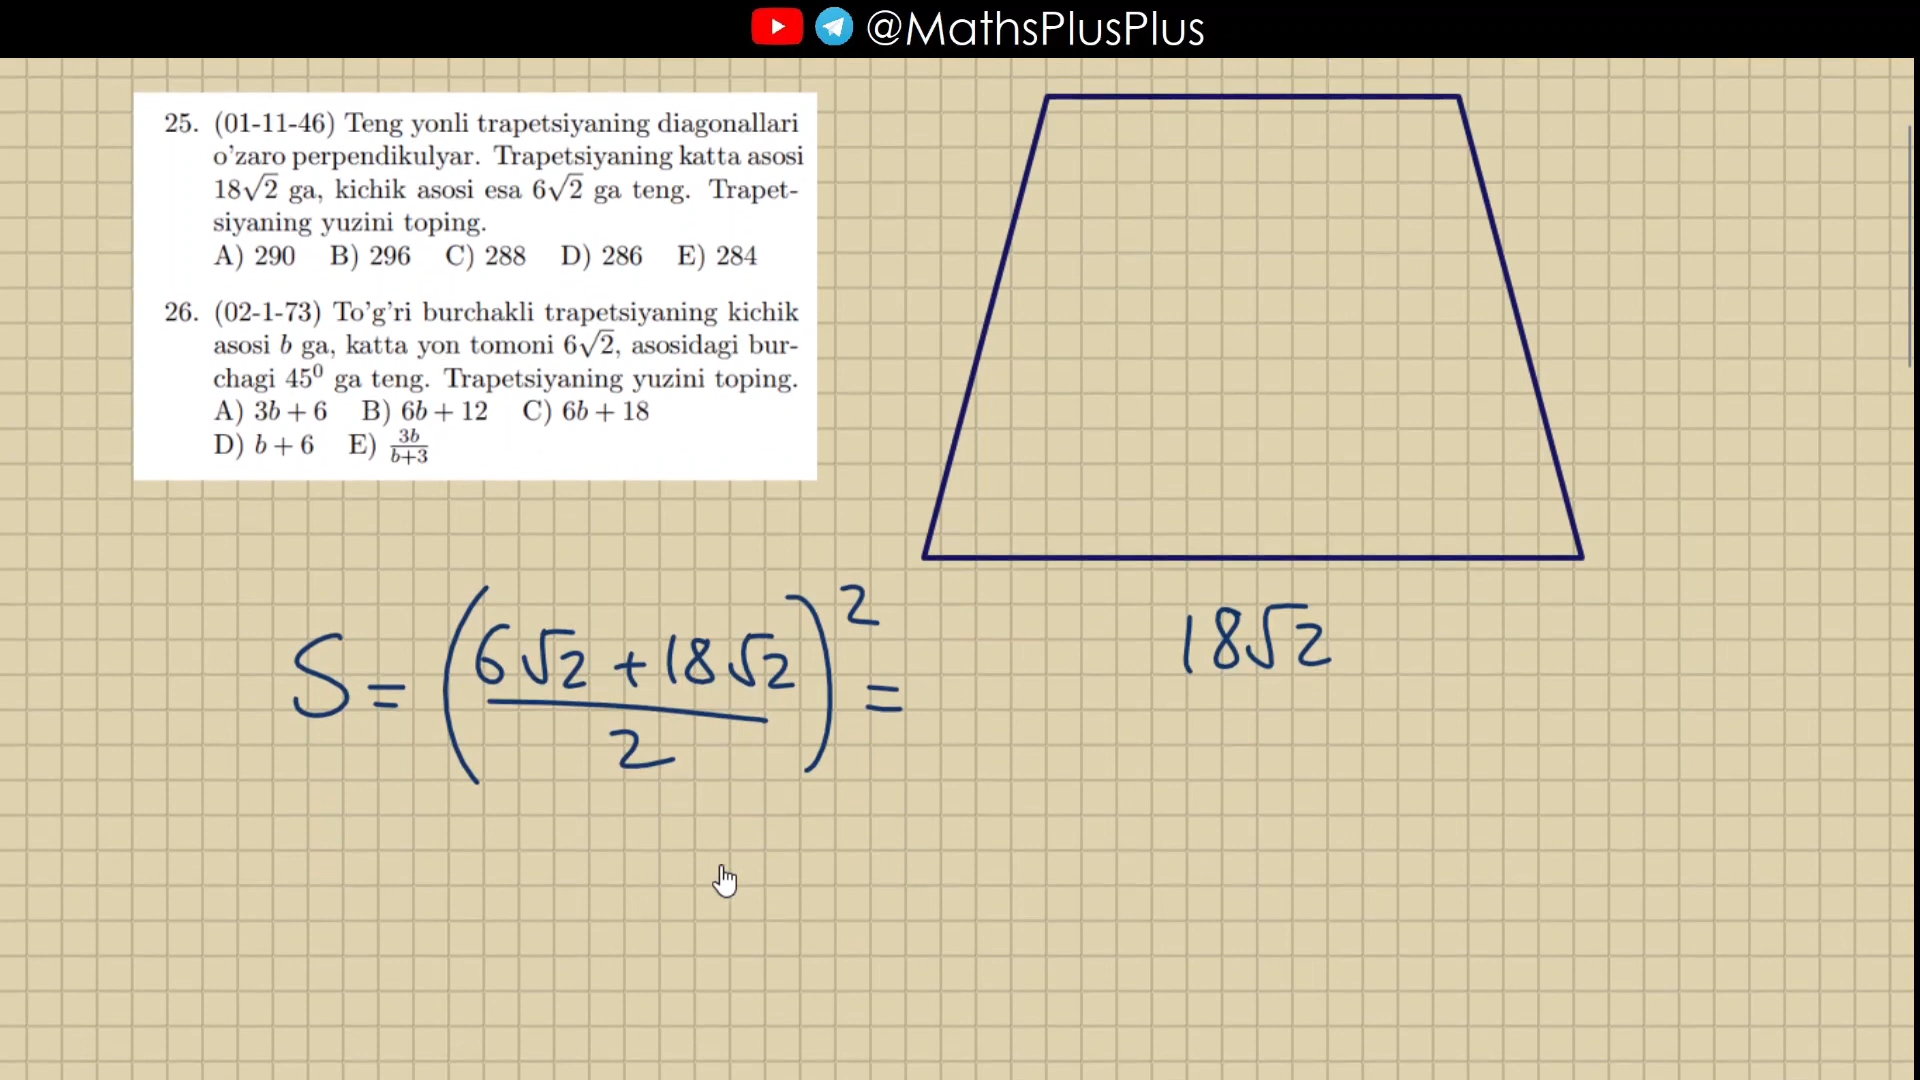 @MathsPlusPlus
25. (01-11-46) Teng yonli trapetsiyaning diagonallari
o'zaro perpendikulyar. Trapetsiyaning katta asosi
18√2 ga, kichik asosi esa 6√2 ga teng. Trapet-
siyaning yuzini toping.
A) 290 B) 296 C) 288 D) 286 E) 284
26. (02-1-73) To'g'ri burchakli trapetsiyaning kichik
asosi b ga, katta yon tomoni 6√2, asosidagi bur-
chagi 45⁰ ga teng. Trapetsiyaning yuzini toping.
A) 3b + 6 B) 6b + 12 C) 6b + 18
D) b + 6 E) 3b/(b+3)
S = ((6√2 + 18√2)/2)² =
18√2